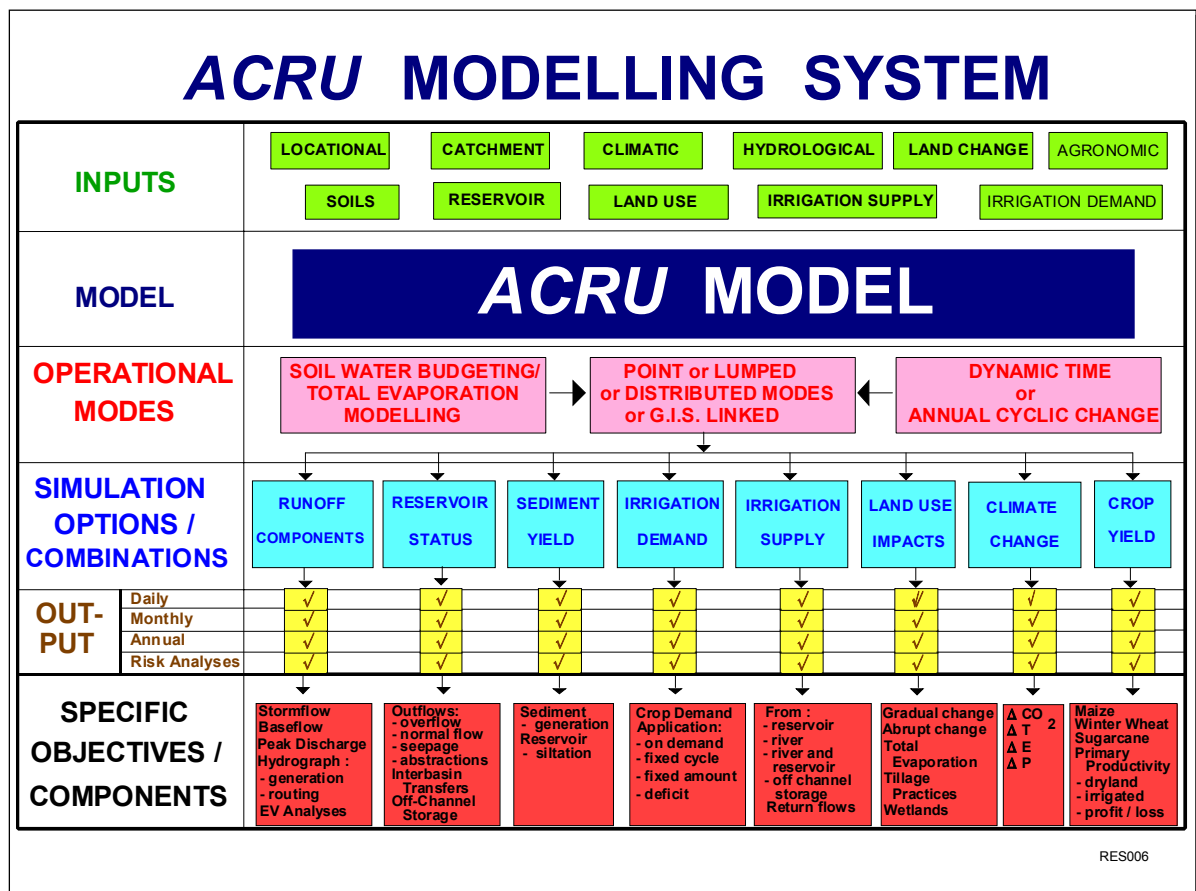 ACRU MODELLING SYSTEM
INPUTS
LOCATIONAL
CATCHMENT
CLIMATIC
HYDROLOGICAL
LAND CHANGE
AGRONOMIC
SOILS
RESERVOIR
LAND USE
IRRIGATION SUPPLY
IRRIGATION DEMAND
MODEL
ACRU MODEL
OPERATIONAL
MODES
SOIL WATER BUDGETING/
TOTAL EVAPORATION
MODELLING
POINT or LUMPED
or DISTRIBUTED MODES
or G.I.S. LINKED
DYNAMIC TIME
or
ANNUAL CYCLIC CHANGE
SIMULATION
OPTIONS /
COMBINATIONS
RUNOFF
COMPONENTS
RESERVOIR
STATUS
SEDIMENT
YIELD
IRRIGATION
DEMAND
IRRIGATION
SUPPLY
LAND USE
IMPACTS
CLIMATE
CHANGE
CROP
YIELD
OUT-
PUT
Daily
√ √ √ √ √ √ √ √
Monthly
√ √ √ √ √ √ √ √
Annual
√ √ √ √ √ √ √ √
Risk Analyses
√ √ √ √ √ √ √ √
SPECIFIC
OBJECTIVES /
COMPONENTS
Stormflow
Baseflow
Peak Discharge
Hydrograph :
- generation
- routing
EV Analyses
Outflows:
- overflow
- normal flow
- seepage
- abstractions
Interbasin
Transfers
Off-Channel
Storage
Sediment
- generation
Reservoir
- siltation
Crop Demand
Application:
- on demand
- fixed cycle
- fixed amount
- deficit
From :
- reservoir
- river
- river and
reservoir
- off channel
storage
Return flows
Gradual change
Abrupt change
Total
Evaporation
Tillage
Practices
Wetlands
Δ CO2
Δ T
Δ E
Δ P
Maize
Winter Wheat
Sugarcane
Primary
Productivity
- dryland
- irrigated
- profit / loss
RES006